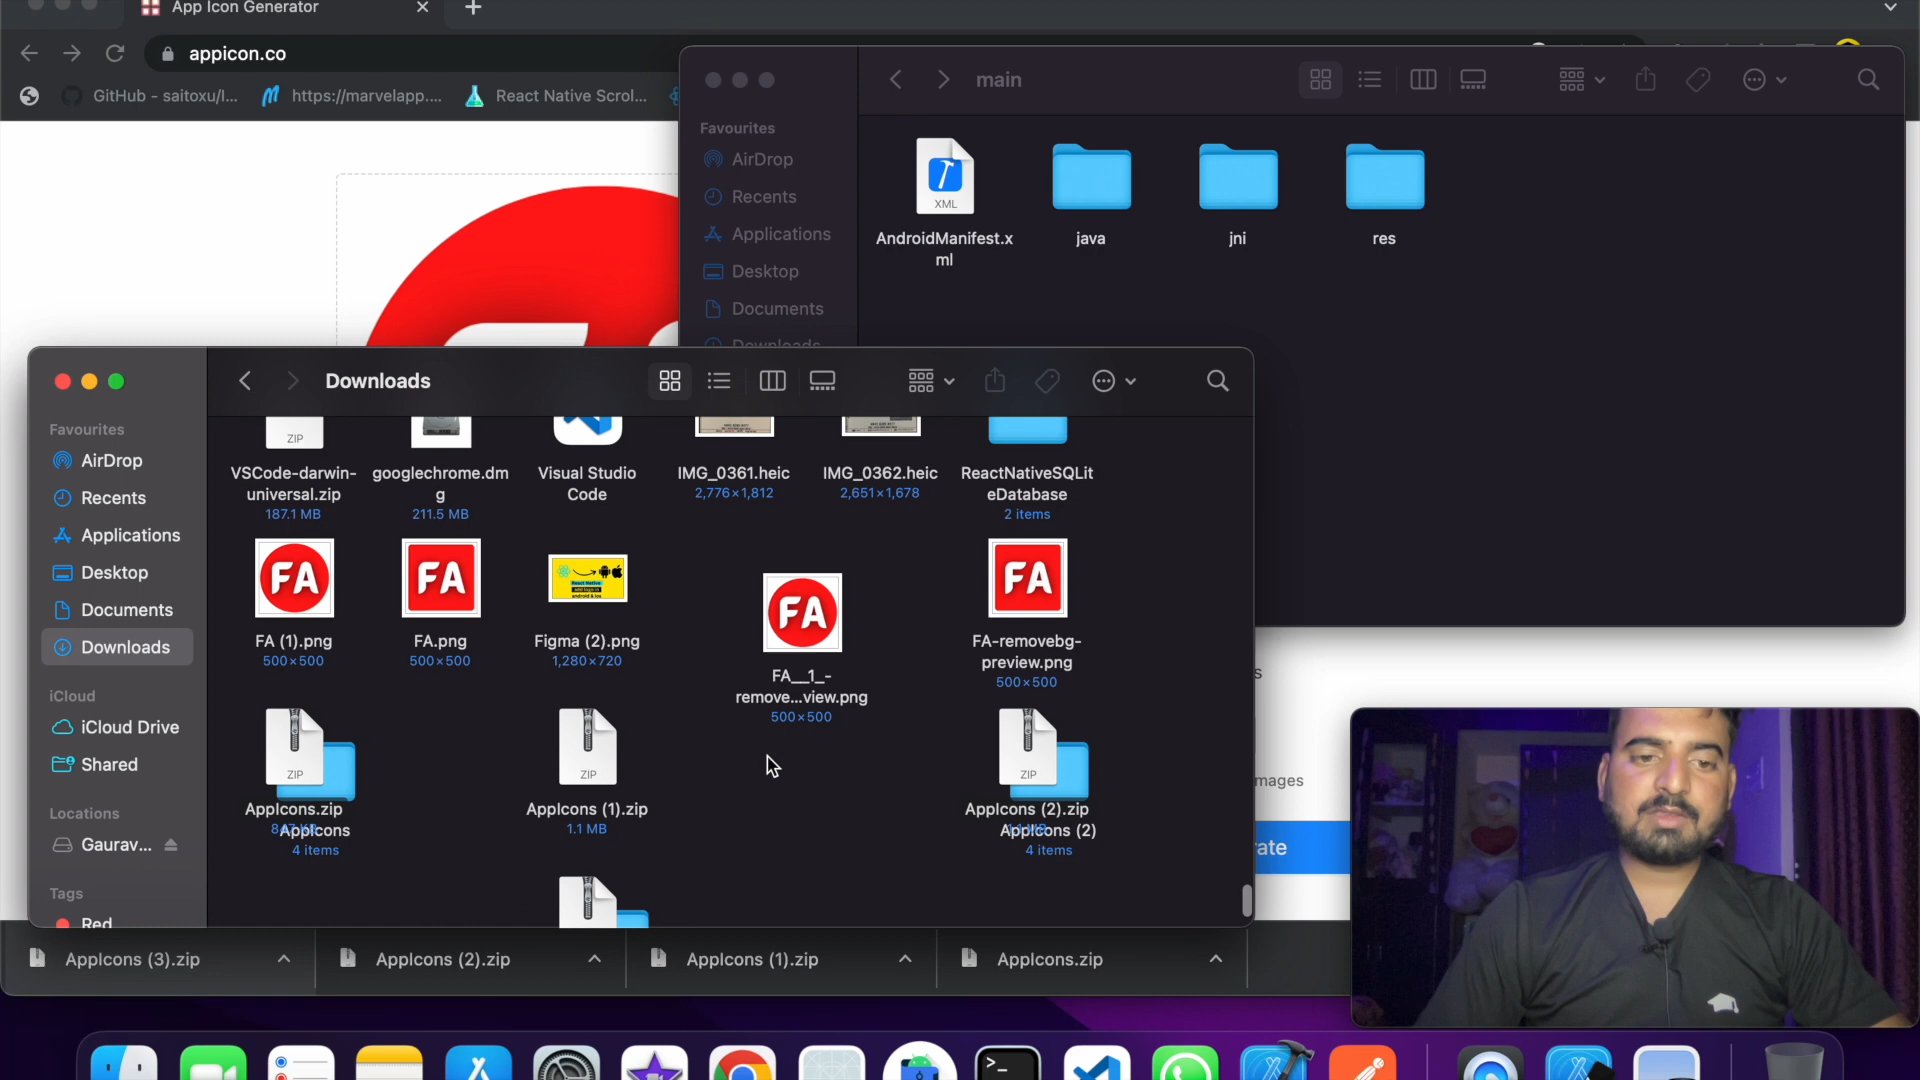 App Icon Generator
appicon.co
GitHub - saitoxu/I...
https://marvelapp....
React Native Scrol...
main
Favourites
AirDrop
Recents
Applications
Desktop
Documents
Downloads
XML
AndroidManifest.x
ml
java
jni
res
Downloads
Favourites
AirDrop
Recents
Applications
Desktop
Documents
Downloads
iCloud
iCloud Drive
Shared
Locations
Gaurav...
Tags
Red
ZIP
VSCode-darwin-
universal.zip
187.1 MB
googlechrome.dm
g
211.5 MB
Visual Studio
Code
IMG_0361.heic
2,776×1,812
IMG_0362.heic
2,651×1,678
ReactNativeSQLit
eDatabase
2 items
FA
FA (1).png
500×500
FA
FA.png
500×500
Figma (2).png
1,280×720
FA
FA__1_-
remove...view.png
500×500
FA
FA-removebg-
preview.png
500×500
ZIP
AppIcons.zip
AppIcons
4 items
ZIP
AppIcons (1).zip
1.1 MB
ZIP
AppIcons (2).zip
AppIcons (2)
4 items
mages
rate
AppIcons (3).zip
AppIcons (2).zip
AppIcons (1).zip
AppIcons.zip